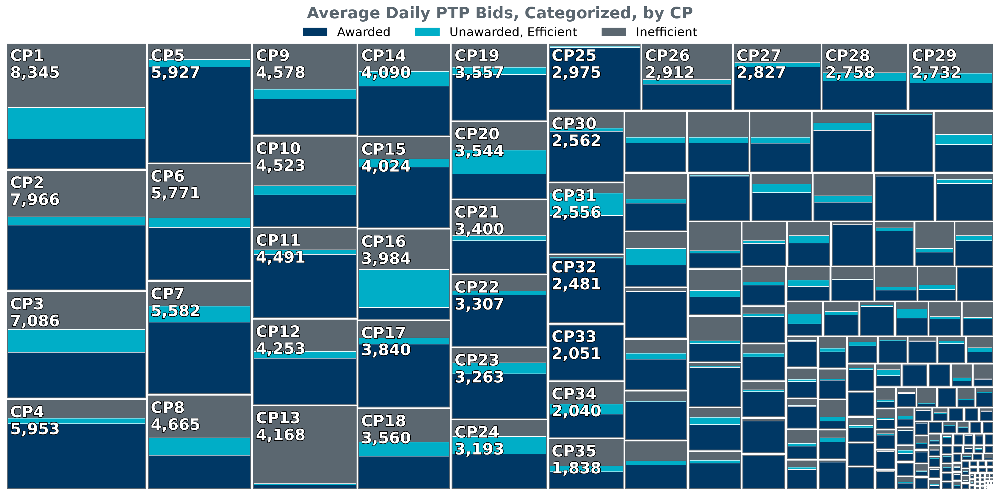 Average Daily PTP Bids, Categorized, by CP
Awarded
Unawarded, Efficient
Inefficient
CP1
8,345
CP2
7,966
CP3
7,086
CP4
5,953
CP5
5,927
CP6
5,771
CP7
5,582
CP8
4,665
CP9
4,578
CP10
4,523
CP11
4,491
CP12
4,253
CP13
4,168
CP14
4,090
CP15
4,024
CP16
3,984
CP17
3,840
CP18
3,560
CP19
3,557
CP20
3,544
CP21
3,400
CP22
3,307
CP23
3,263
CP24
3,193
CP25
2,975
CP26
2,912
CP27
2,827
CP28
2,758
CP29
2,732
CP30
2,562
CP31
2,556
CP32
2,481
CP33
2,051
CP34
2,040
CP35
1,838